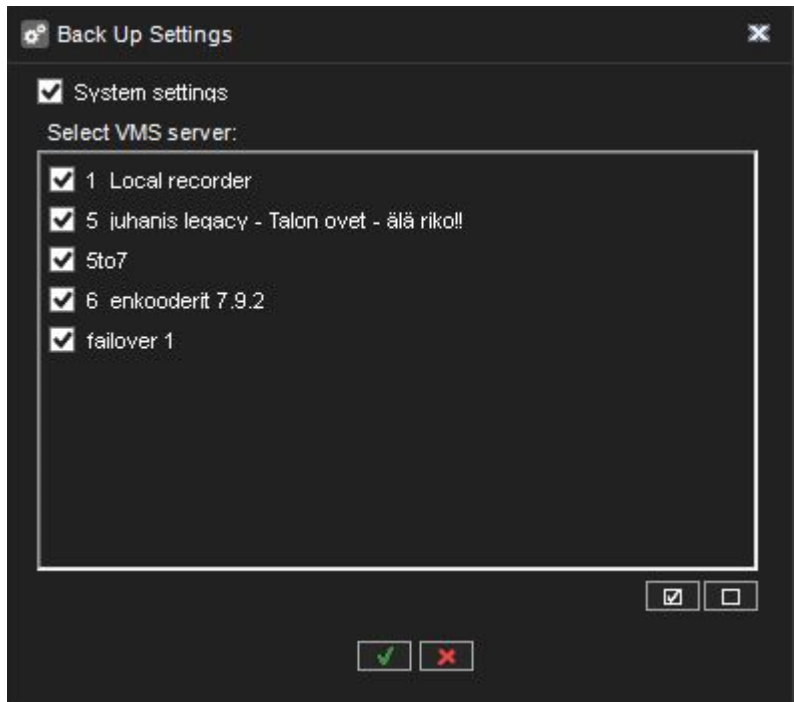 Back Up Settings
System settings
Select VMS server:
1 Local recorder
5 juhanis legacy - Talon ovet - älä riko!!
5to7
6 enkooderit 7.9.2
failover 1